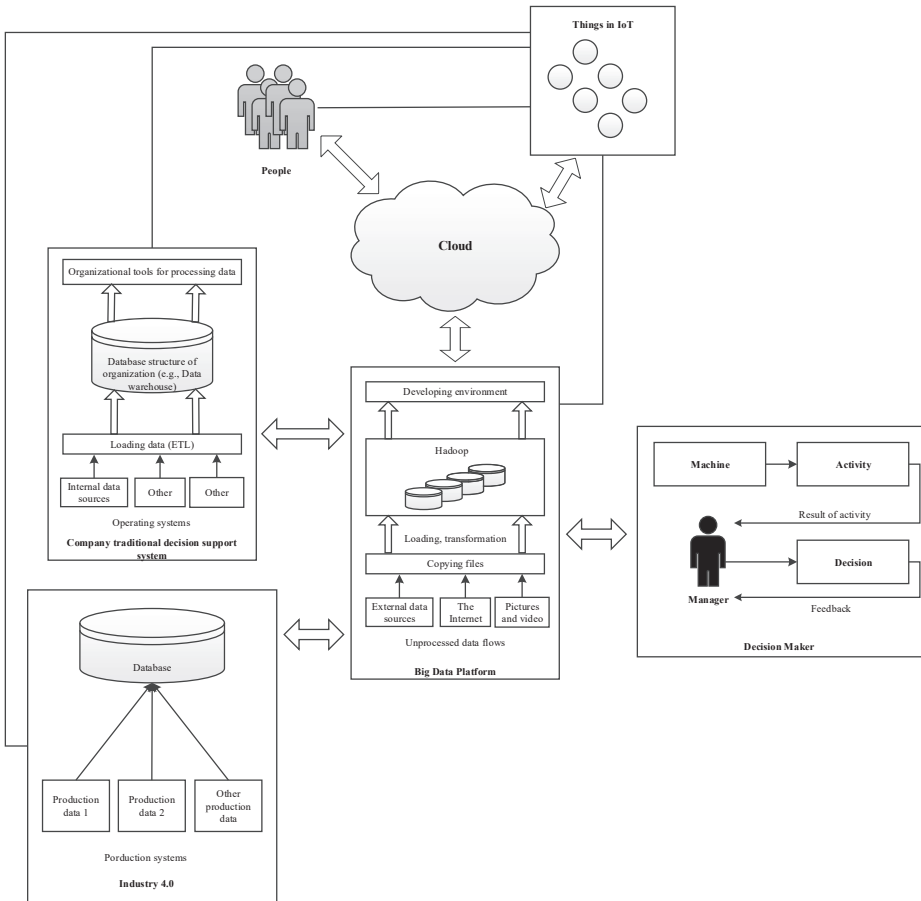 Things in IoT
People
Cloud
Organizational tools for processing data
Database structure of
organization (e.g., Data
warehouse)
Loading data (ETL)
Internal data
sources
Other
Other
Operating systems
Company traditional decision support
system
Developing environment
Hadoop
Loading, transformation
Copying files
External data
sources
The
Internet
Pictures
and video
Unprocessed data flows
Big Data Platform
Machine
Activity
Result of activity
Manager
Decision
Feedback
Decision Maker
Database
Production
data 1
Production
data 2
Other
production
data
Porduction systems
Industry 4.0